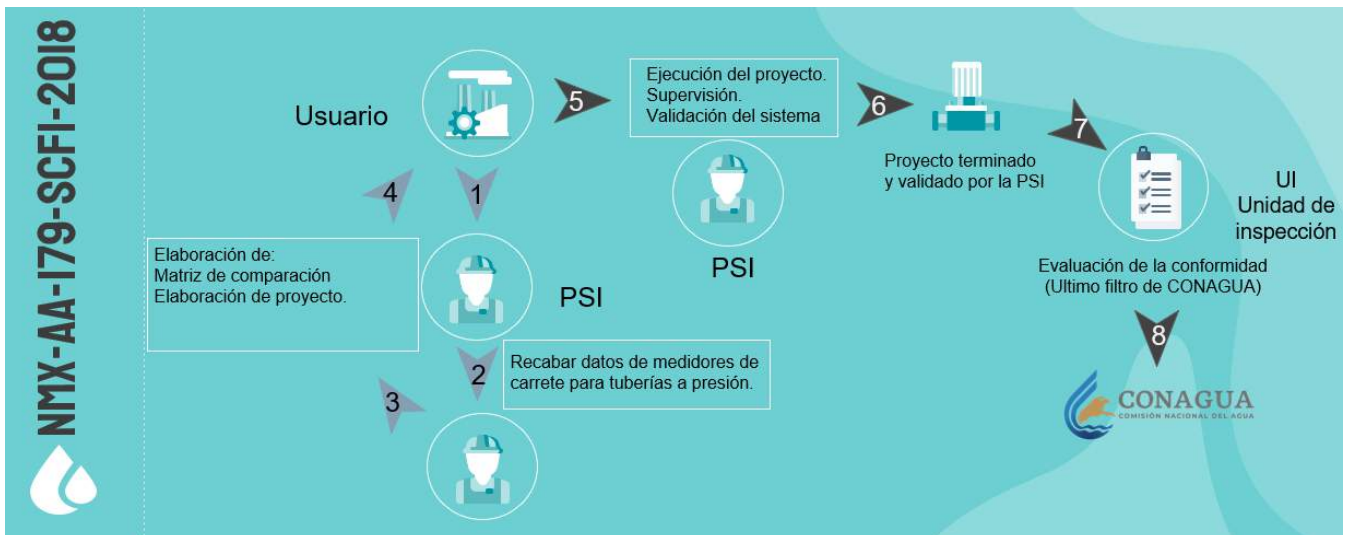 NMX-AA-179-SCFI-2018
Usuario
5
Ejecución del proyecto.
Supervisión.
Validación del sistema
6
7
Proyecto terminado
y validado por la PSI
UI
Unidad de
inspección
4
1
PSI
Elaboración de:
Matriz de comparación
Elaboración de proyecto.
PSI
Evaluación de la conformidad
(Ultimo filtro de CONAGUA)
8
2
Recabar datos de medidores de
carrete para tuberías a presión.
3
CONAGUA
COMISIÓN NACIONAL DEL AGUA